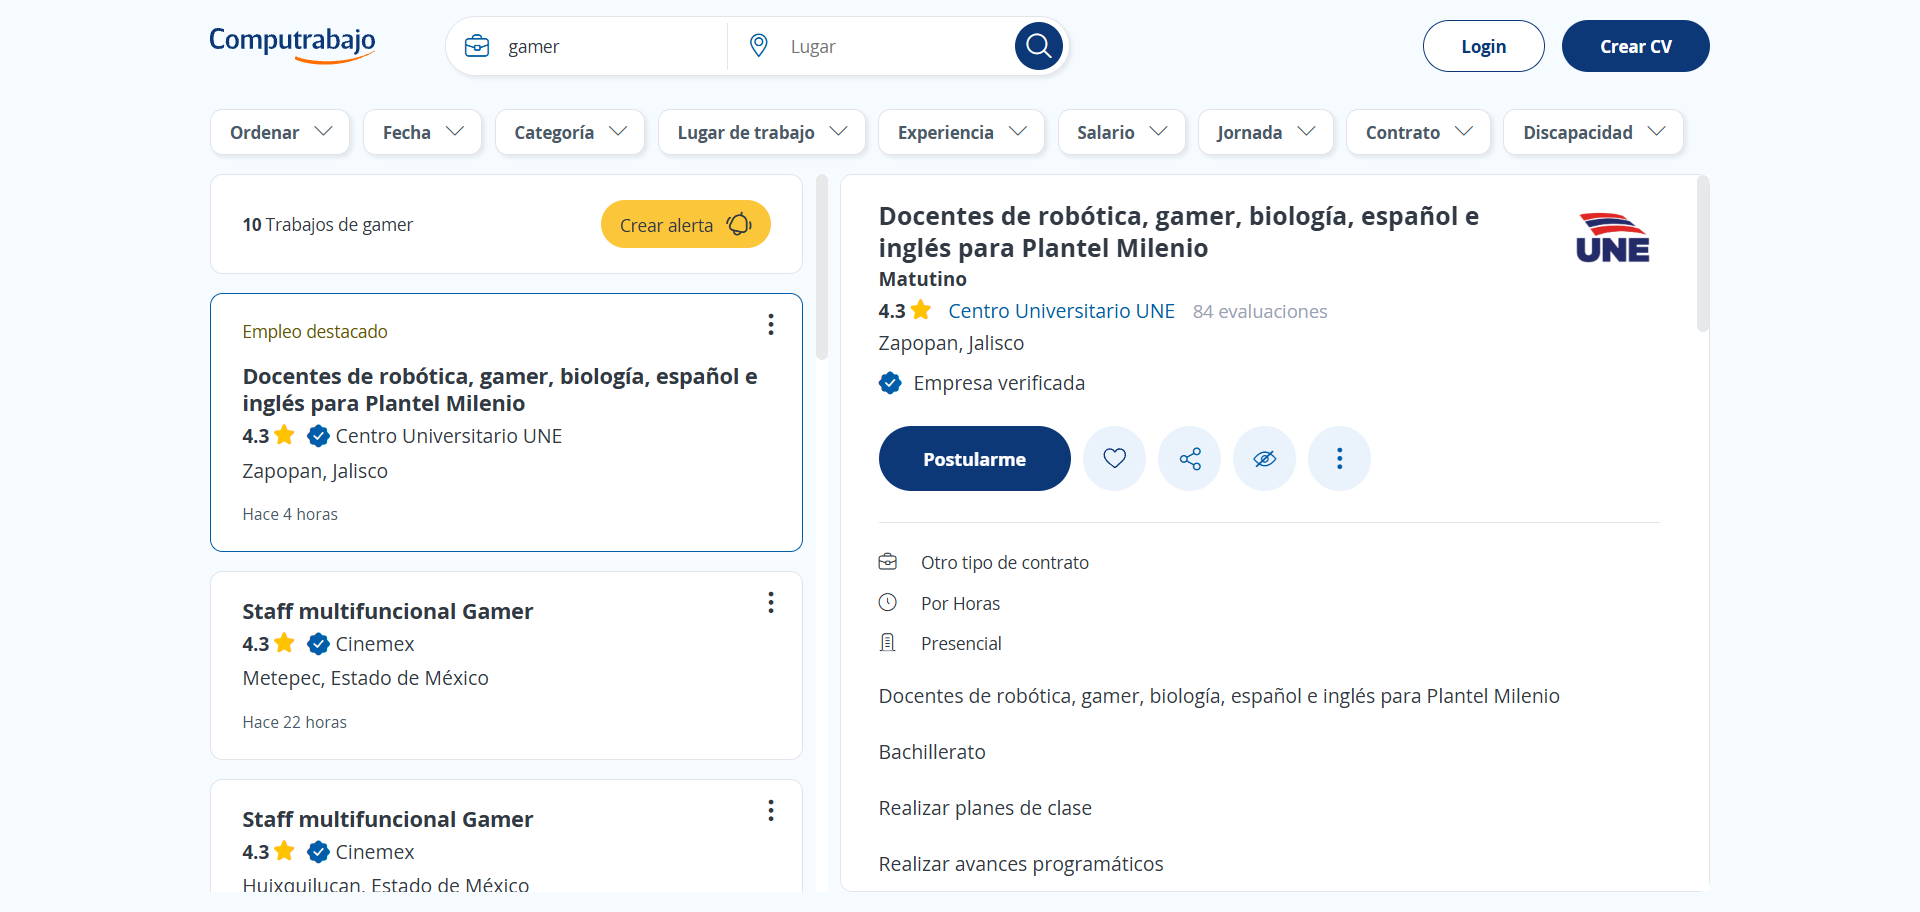 Computrabajo
gamer
Lugar
Login
Crear CV
Ordenar
Fecha
Categoría
Lugar de trabajo
Experiencia
Salario
Jornada
Contrato
Discapacidad
10 Trabajos de gamer
Crear alerta
Empleo destacado
Docentes de robótica, gamer, biología, español e
inglés para Plantel Milenio
4.3 Centro Universitario UNE
Zapopan, Jalisco
Hace 4 horas
Staff multifuncional Gamer
4.3 Cinemex
Metepec, Estado de México
Hace 22 horas
Staff multifuncional Gamer
4.3 Cinemex
Huixquilucan, Estado de México
Docentes de robótica, gamer, biología, español e
inglés para Plantel Milenio
UNE
Matutino
4.3 Centro Universitario UNE 84 evaluaciones
Zapopan, Jalisco
Empresa verificada
Postularme
Otro tipo de contrato
Por Horas
Presencial
Docentes de robótica, gamer, biología, español e inglés para Plantel Milenio
Bachillerato
Realizar planes de clase
Realizar avances programáticos